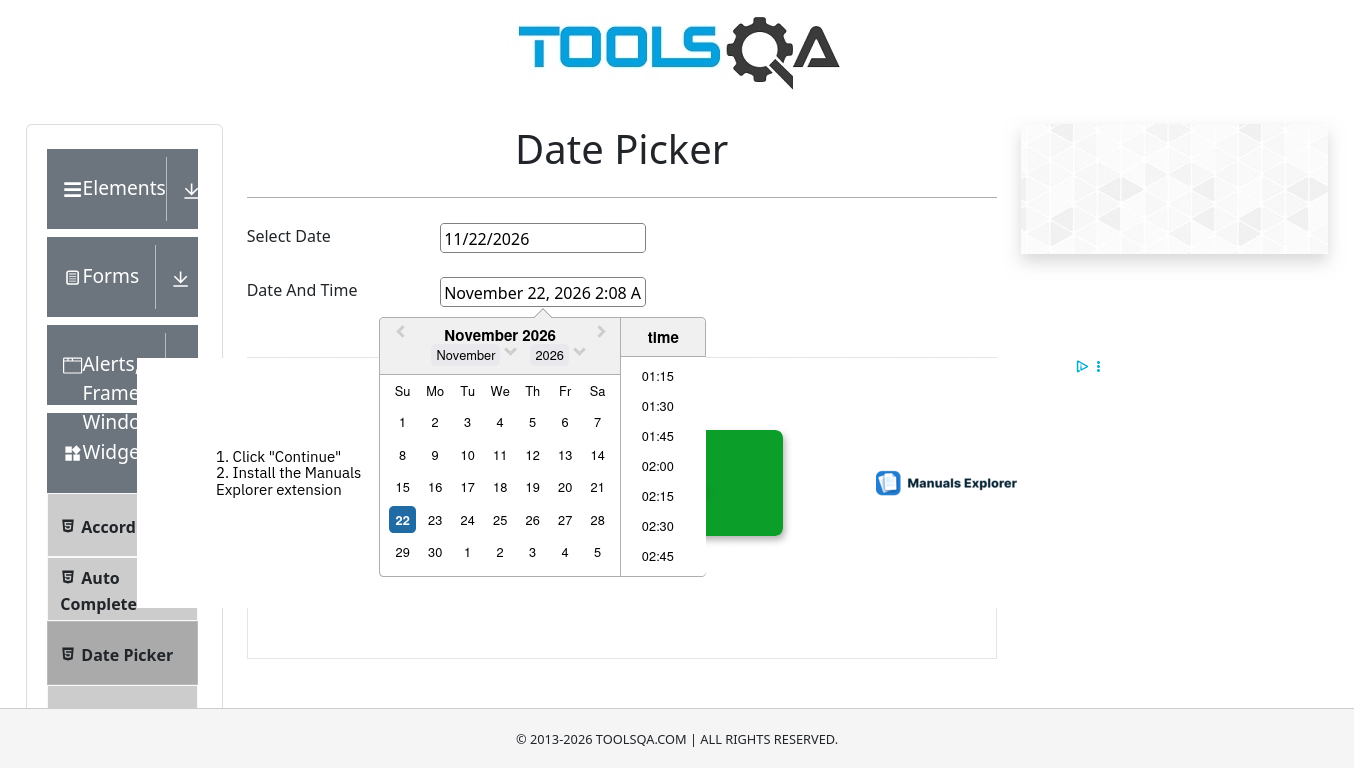 TOOLSQA
Date Picker
Elements
Forms
Alerts,
Frame
Windo
Widge
Accord
Auto
Complete
Date Picker
Select Date
11/22/2026
Date And Time
November 22, 2026 2:08 A
November 2026
November 2026
Su Mo Tu We Th Fr Sa
1 2 3 4 5 6 7
8 9 10 11 12 13 14
15 16 17 18 19 20 21
22 23 24 25 26 27 28
29 30 1 2 3 4 5
time
01:15
01:30
01:45
02:00
02:15
02:30
02:45
1. Click "Continue"
2. Install the Manuals
Explorer extension
Manuals Explorer
© 2013-2026 TOOLSQA.COM | ALL RIGHTS RESERVED.